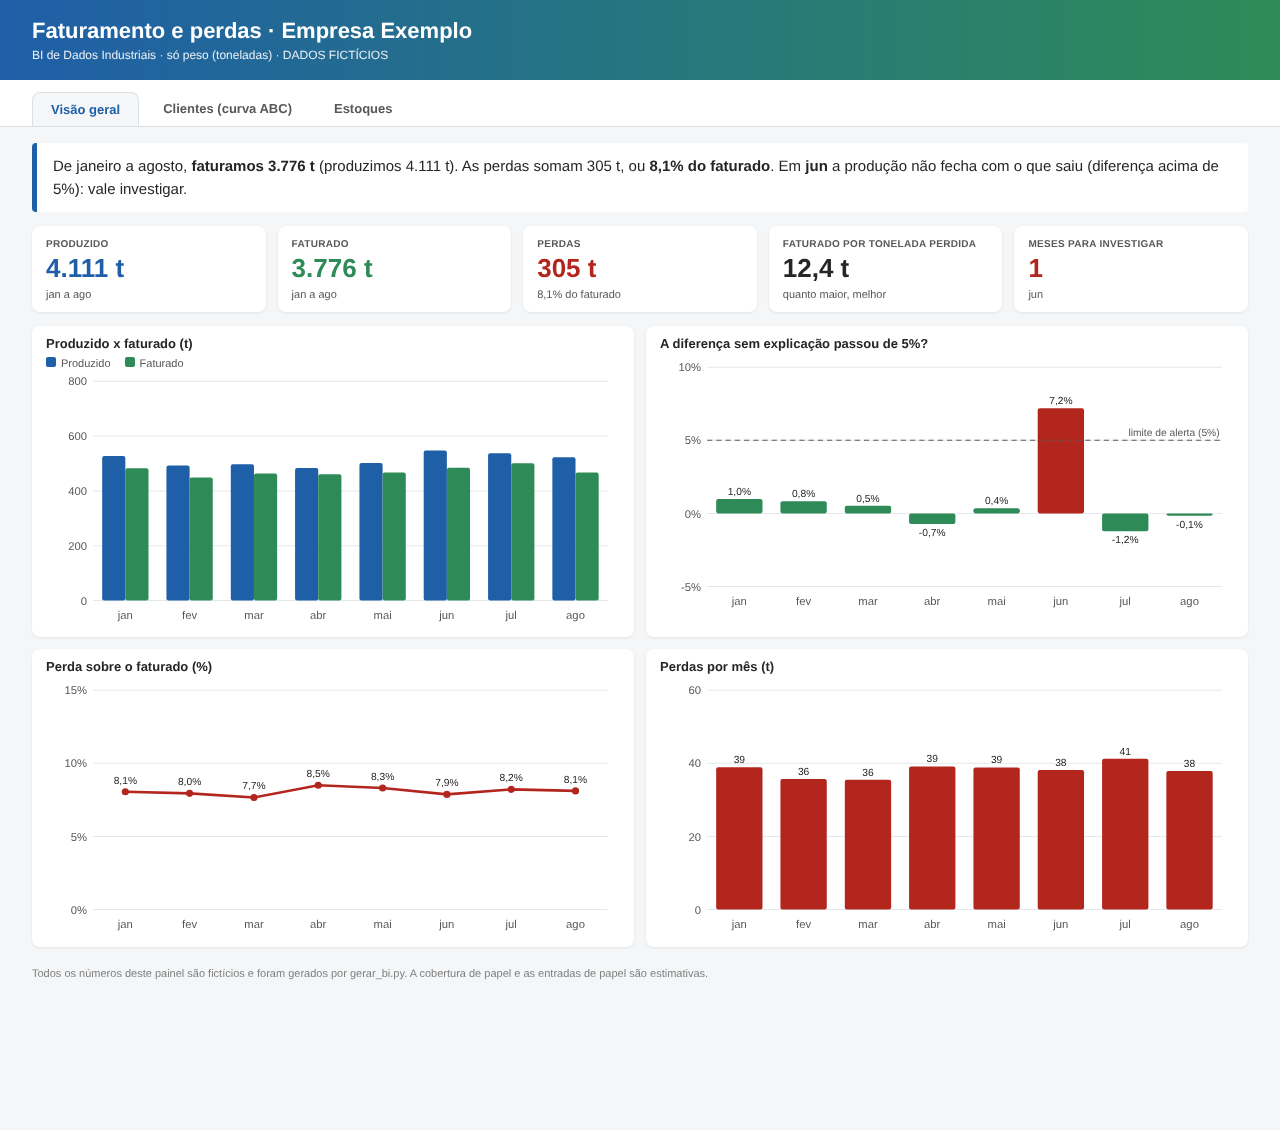 Faturamento e perdas · Empresa Exemplo
BI de Dados Industriais · só peso (toneladas) · DADOS FICTÍCIOS
Visão geral
Clientes (curva ABC)
Estoques
De janeiro a agosto, faturamos 3.776 t (produzimos 4.111 t). As perdas somam 305 t, ou 8,1% do faturado. Em jun a produção não fecha com o que saiu (diferença acima de
5%): vale investigar.
PRODUZIDO
4.111 t
jan a ago
FATURADO
3.776 t
jan a ago
PERDAS
305 t
8,1% do faturado
FATURADO POR TONELADA PERDIDA
12,4 t
quanto maior, melhor
MESES PARA INVESTIGAR
1
jun
Produzido x faturado (t)
Produzido
Faturado
800
600
400
200
0
jan
fev
mar
abr
mai
jun
jul
ago
A diferença sem explicação passou de 5%?
10%
5%
0%
-5%
limite de alerta (5%)
1,0%
0,8%
0,5%
-0,7%
0,4%
7,2%
-1,2%
-0,1%
jan
fev
mar
abr
mai
jun
jul
ago
Perda sobre o faturado (%)
15%
10%
5%
0%
8,1%
8,0%
7,7%
8,5%
8,3%
7,9%
8,2%
8,1%
jan
fev
mar
abr
mai
jun
jul
ago
Perdas por mês (t)
60
40
20
0
39
36
36
39
39
38
41
38
jan
fev
mar
abr
mai
jun
jul
ago
Todos os números deste painel são fictícios e foram gerados por gerar_bi.py. A cobertura de papel e as entradas de papel são estimativas.